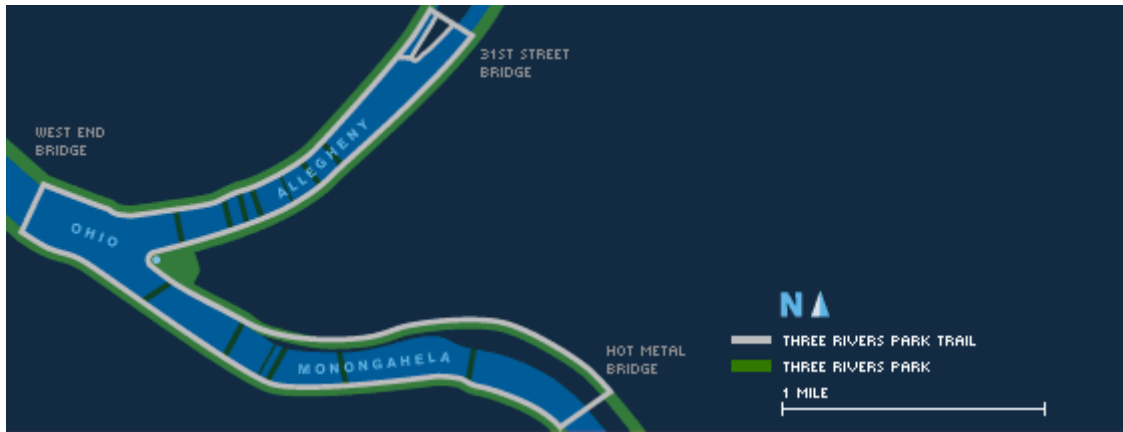 31ST STREET
BRIDGE
WEST END
BRIDGE
ALLEGHENY
OHIO
MONONGAHELA
HOT METAL
BRIDGE
N
THREE RIVERS PARK TRAIL
THREE RIVERS PARK
1 MILE